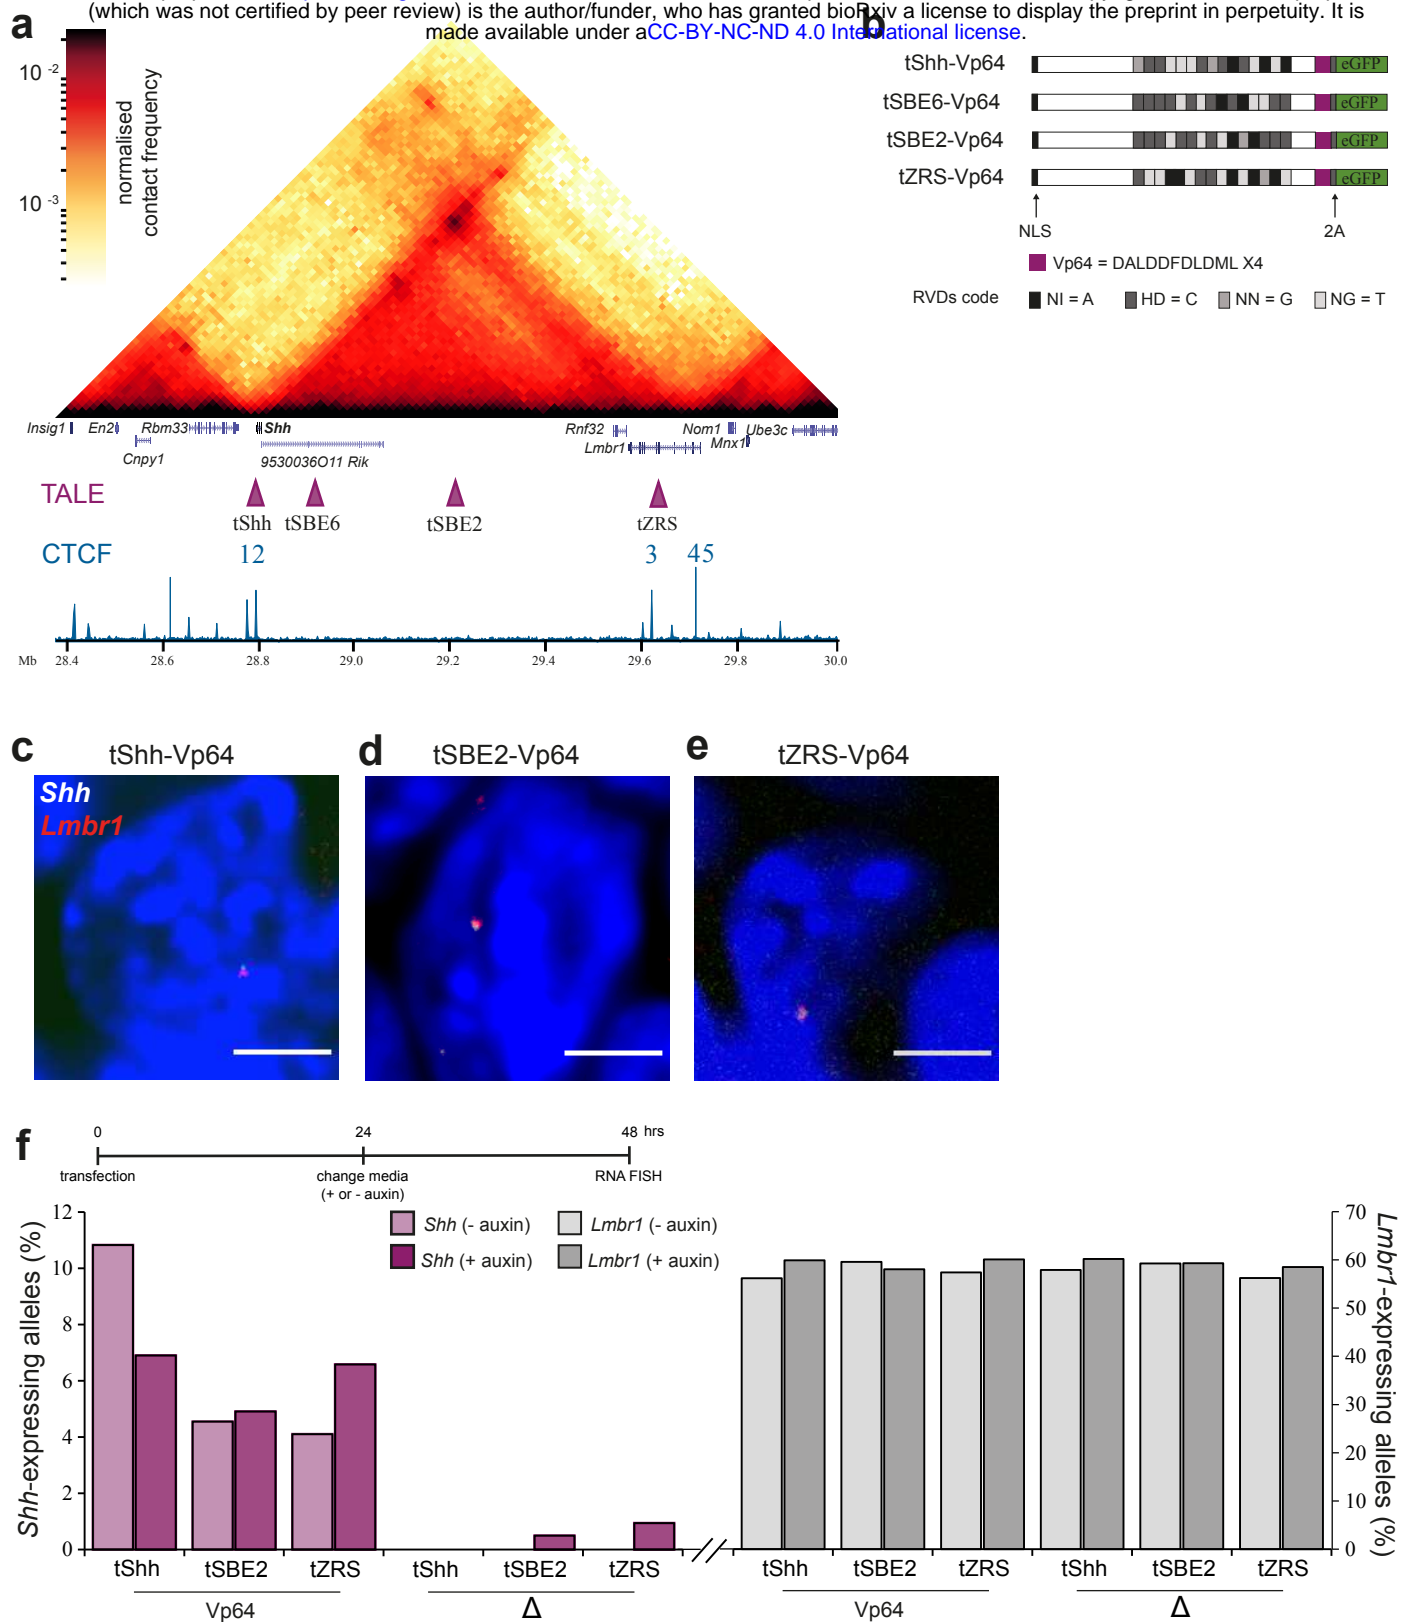 (which was not certified by peer review) is the author/funder, who has granted bioRxiv a license to display the preprint in perpetuity. It is
made available under aCC-BY-NC-ND 4.0 International license.
a
10 -2
10 -3
normalised
contact frequency
Insig1 En2 Rbm33 Shh Rnf32 Nom1 Ube3c
Cnpy1 9530036O11 Rik Lmbr1 Mnx1
TALE
tShh tSBE6 tSBE2 tZRS
CTCF 12 3 45
Mb 28.4 28.6 28.8 29.0 29.2 29.4 29.6 29.8 30.0
b
tShh-Vp64 eGFP
tSBE6-Vp64 eGFP
tSBE2-Vp64 eGFP
tZRS-Vp64 eGFP
NLS 2A
Vp64 = DALDDFDLDML X4
RVDs code NI = A HD = C NN = G NG = T
c tShh-Vp64
Shh
Lmbr1
d tSBE2-Vp64
e tZRS-Vp64
f
0 24 48 hrs
transfection change media RNA FISH
(+ or - auxin)
Shh (- auxin) Lmbr1 (- auxin)
Shh (+ auxin) Lmbr1 (+ auxin)
Shh-expressing alleles (%)
12
10
8
6
4
2
0
70
60
50
40
30
20
10
0
Lmbr1-expressing alleles (%)
tShh tSBE2 tZRS tShh tSBE2 tZRS tShh tSBE2 tZRS tShh tSBE2 tZRS
Vp64 Δ Vp64 Δ